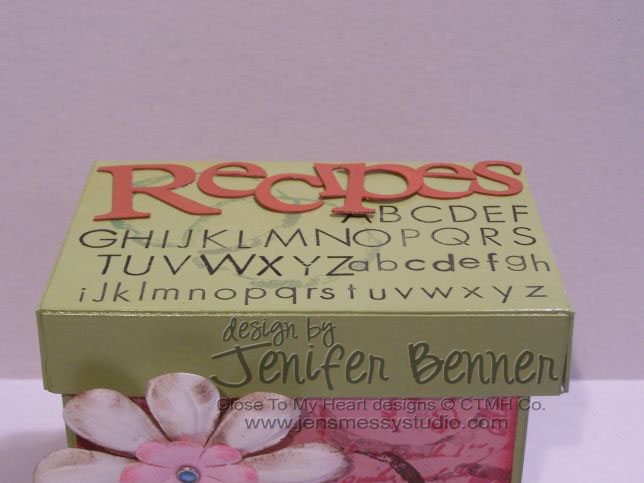 Recipes
ABCDEF
GHIJKLMNOPQRS
TUVWXYZabcdefgh
iJklmnopqrstuvwxyz
design by
Jenifer Benner
Close To My Heart designs © CTMH Co.
www.jensmessystudio.com